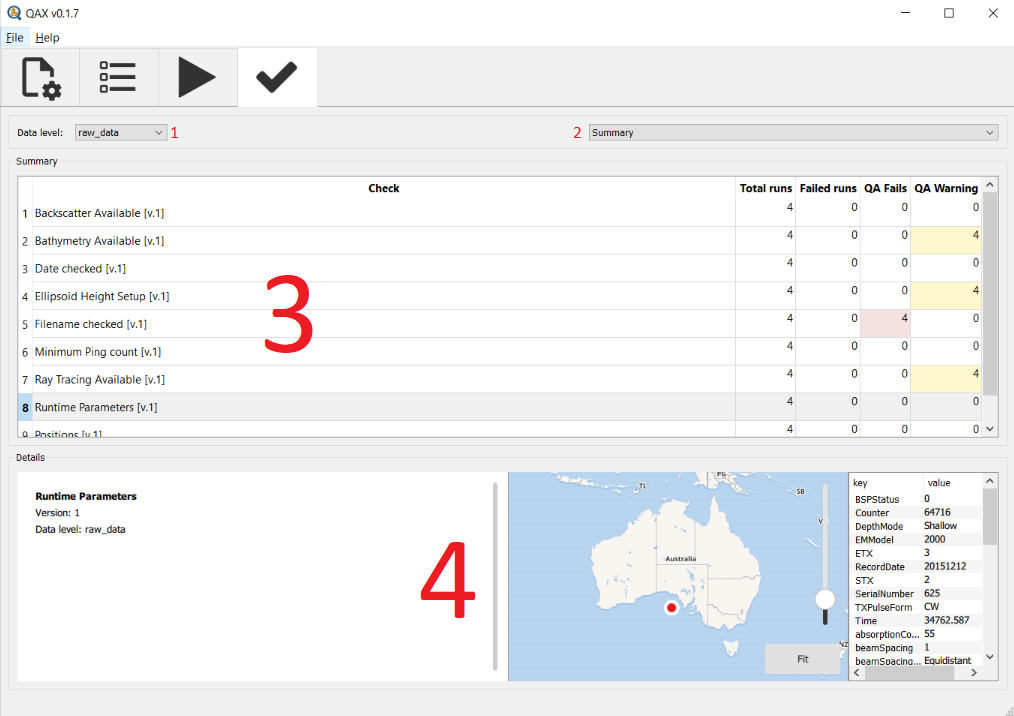 QAX v0.1.7
File Help
Data level: raw_data 1 2 Summary
Summary
Check Total runs Failed runs QA Fails QA Warning
1 Backscatter Available [v.1] 4 0 0 0
2 Bathymetry Available [v.1] 4 0 0 4
3 Date checked [v.1] 4 0 0 0
4 Ellipsoid Height Setup [v.1] 4 0 0 4
5 Filename checked [v.1] 4 0 4 0
6 Minimum Ping count [v.1] 4 0 0 0
7 Ray Tracing Available [v.1] 4 0 0 4
8 Runtime Parameters [v.1] 4 0 0 0
9 Positions [v.1] 4 0 0 0
3
Details
Runtime Parameters
Version: 1
Data level: raw_data
4
TL
PG
SB
V
Australia
NZ
Fit
key value
BSPStatus 0
Counter 64716
DepthMode Shallow
EMModel 2000
ETX 3
RecordDate 20151212
STX 2
SerialNumber 625
TXPulseForm CW
Time 34762.587
absorptionCo... 55
beamSpacing 1
beamSpacing... Equidistant